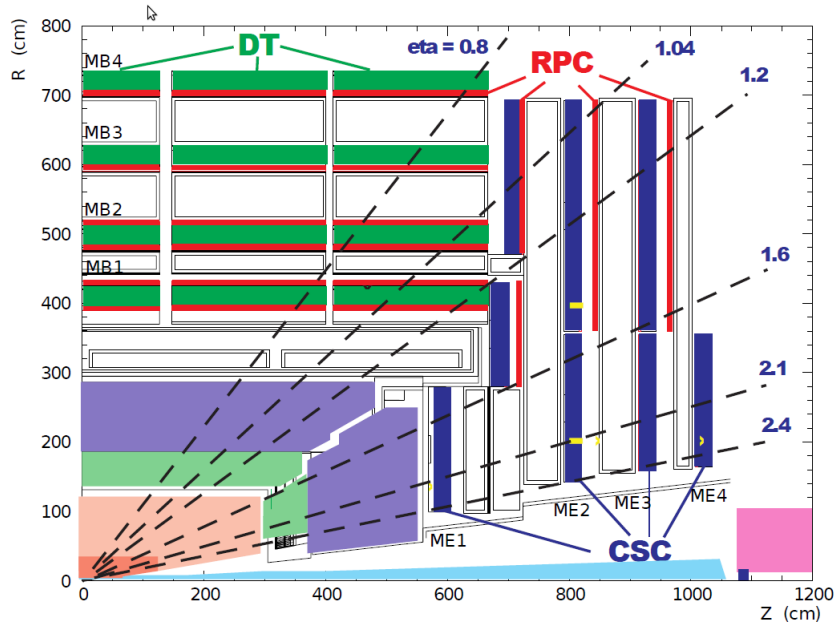 R (cm)
800
700
600
500
400
300
200
100
0
MB4
MB3
MB2
MB1
DT
eta = 0.8
RPC
1.04
1.2
1.6
2.1
2.4
ME1
ME2
ME3
ME4
CSC
0
200
400
600
800
1000
1200
Z (cm)